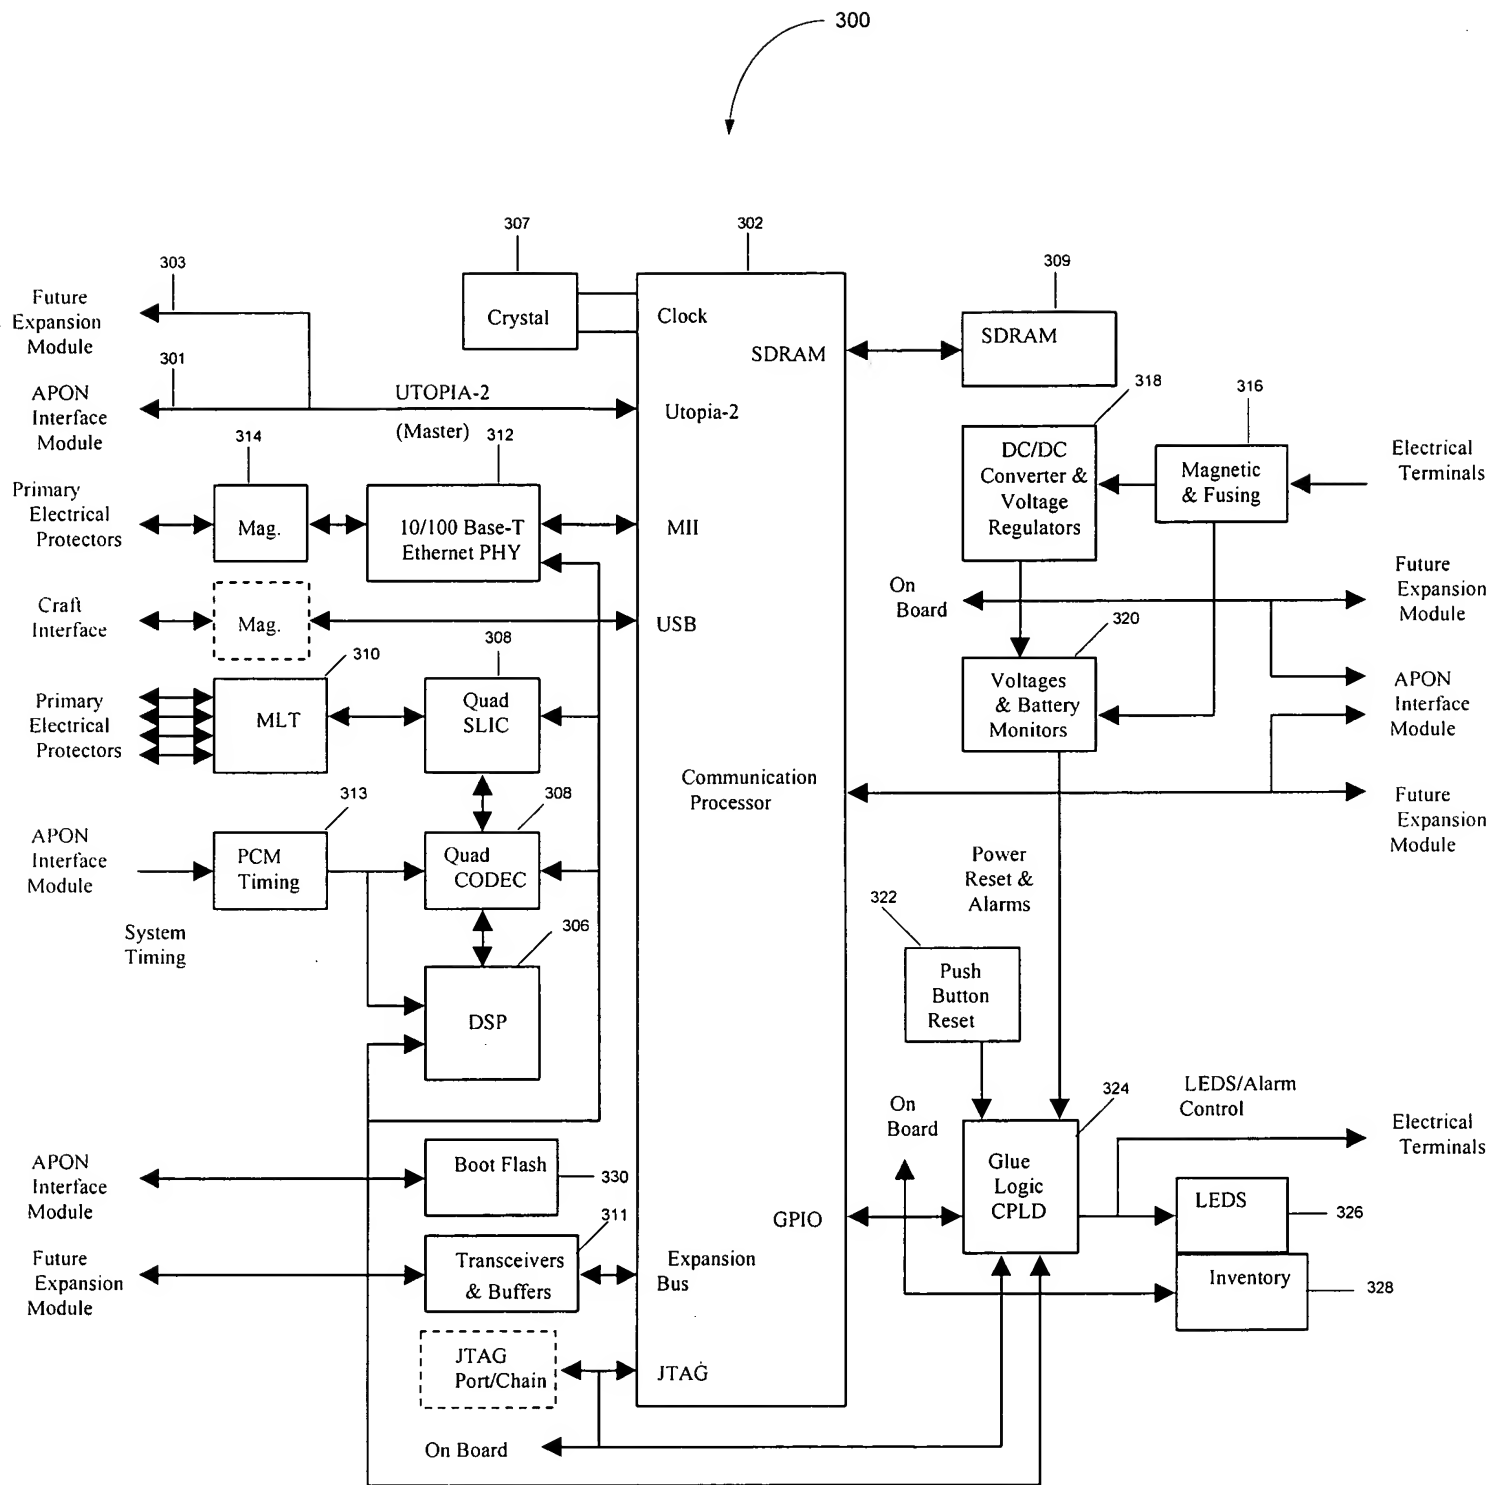 300
307
302
303
309
Future
Expansion
Module
Crystal
Clock
SDRAM
SDRAM
301
318
316
APON
Interface
Module
UTOPIA-2
(Master)
Utopia-2
314
312
DC/DC
Converter &
Voltage
Regulators
Magnetic
& Fusing
Electrical
Terminals
Primary
Electrical
Protectors
Mag.
10/100 Base-T
Ethernet PHY
MII
On
Board
Future
Expansion
Module
Craft
Interface
Mag.
USB
320
310
308
Primary
Electrical
Protectors
MLT
Quad
SLIC
Voltages
& Battery
Monitors
APON
Interface
Module
Communication
Processor
313
308
Future
Expansion
Module
APON
Interface
Module
PCM
Timing
Quad
CODEC
Power
Reset &
Alarms
322
System
Timing
306
Push
Button
Reset
DSP
LEDS/Alarm
Control
324
On
Board
Electrical
Terminals
APON
Interface
Module
Boot Flash
330
Glue
Logic
CPLD
LEDS
326
311
GPIO
Future
Expansion
Module
Transceivers
& Buffers
Expansion
Bus
Inventory
328
JTAG
Port/Chain
JTAG
On Board